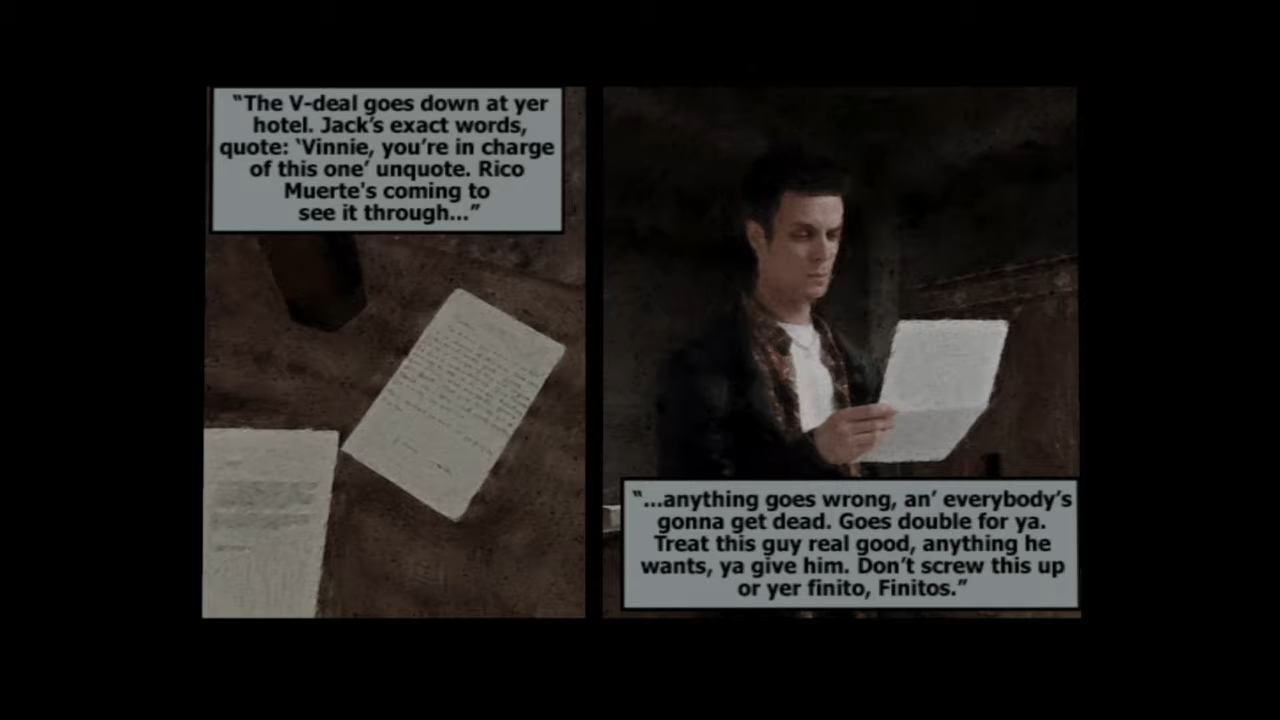 “The V-deal goes down at yer
hotel. Jack’s exact words,
quote: ‘Vinnie, you’re in charge
of this one’ unquote. Rico
Muerte's coming to
see it through...”
“...anything goes wrong, an’ everybody’s
gonna get dead. Goes double for ya.
Treat this guy real good, anything he
wants, ya give him. Don’t screw this up
or yer finito, Finitos.”